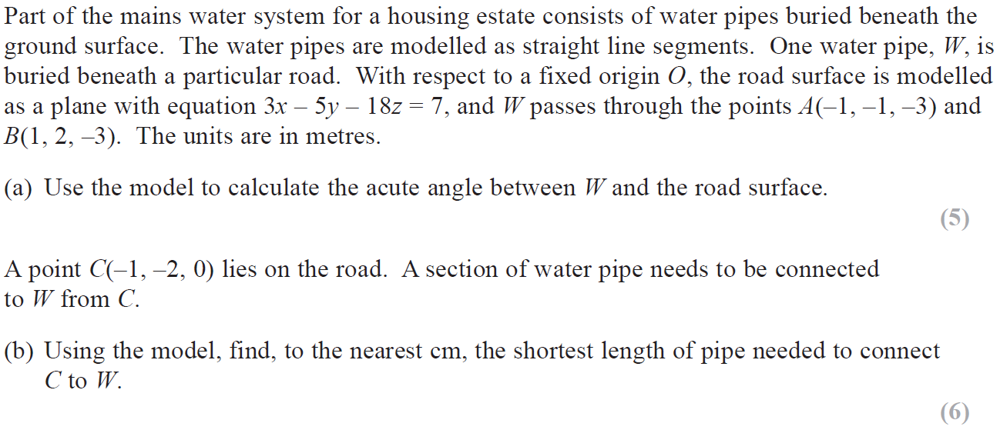 Part of the mains water system for a housing estate consists of water pipes buried beneath the
ground surface. The water pipes are modelled as straight line segments. One water pipe, W, is
buried beneath a particular road. With respect to a fixed origin O, the road surface is modelled
as a plane with equation 3x – 5y – 18z = 7, and W passes through the points A(–1, –1, –3) and
B(1, 2, –3). The units are in metres.
(a) Use the model to calculate the acute angle between W and the road surface.
(5)
A point C(–1, –2, 0) lies on the road. A section of water pipe needs to be connected
to W from C.
(b) Using the model, find, to the nearest cm, the shortest length of pipe needed to connect
C to W.
(6)